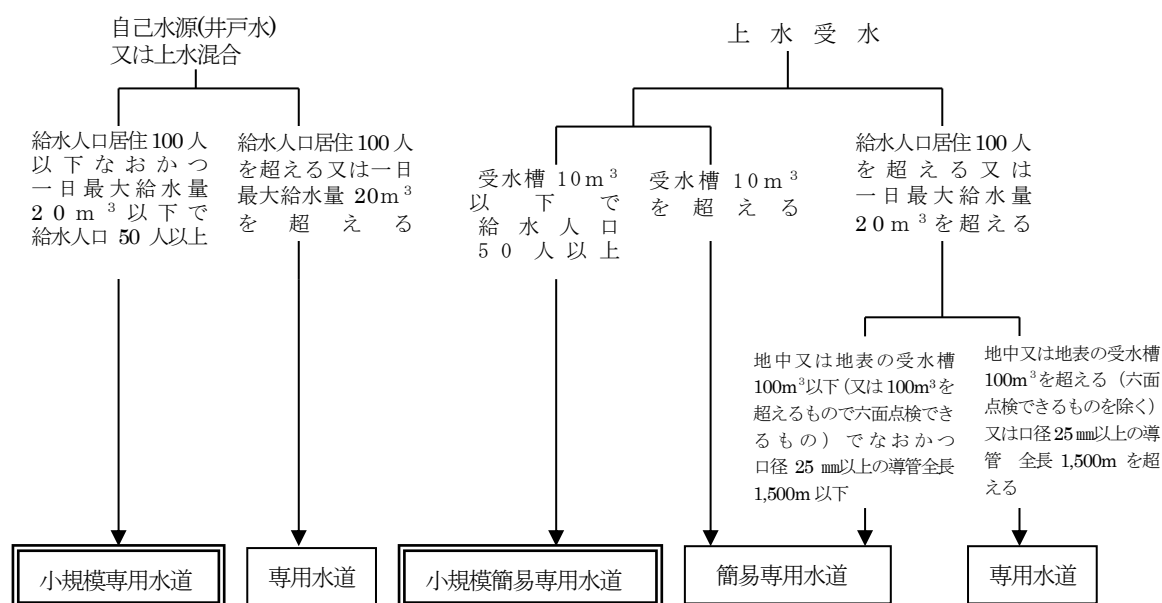 自己水源(井戸水)
又は上水混合
上水受水
給水人口居住100人
以下なおかつ
一日最大給水量
20m³以下で
給水人口 50 人以上
給水人口居住100
を超える又は一日
最大給水量 20m³
を超える
受水槽10m³
以下で
給水人口
50人以上
受水槽10m³
を超える
給水人口居住100人
を超える又は
一日最大給水量
20m³を超える
地中又は地表の受水槽
100m³以下(又は100m³を
超えるもので六面点検でき
るもの)でなおかつ
口径 25 ㎜以上の導管全長
1,500m 以下
地中又は地表の受水槽
100m³を超える(六面
点検できるものを除く)
又は口径25㎜以上の導
管 全長 1,500m を超
える
小規模専用水道
専用水道
小規模簡易専用水道
簡易専用水道
専用水道